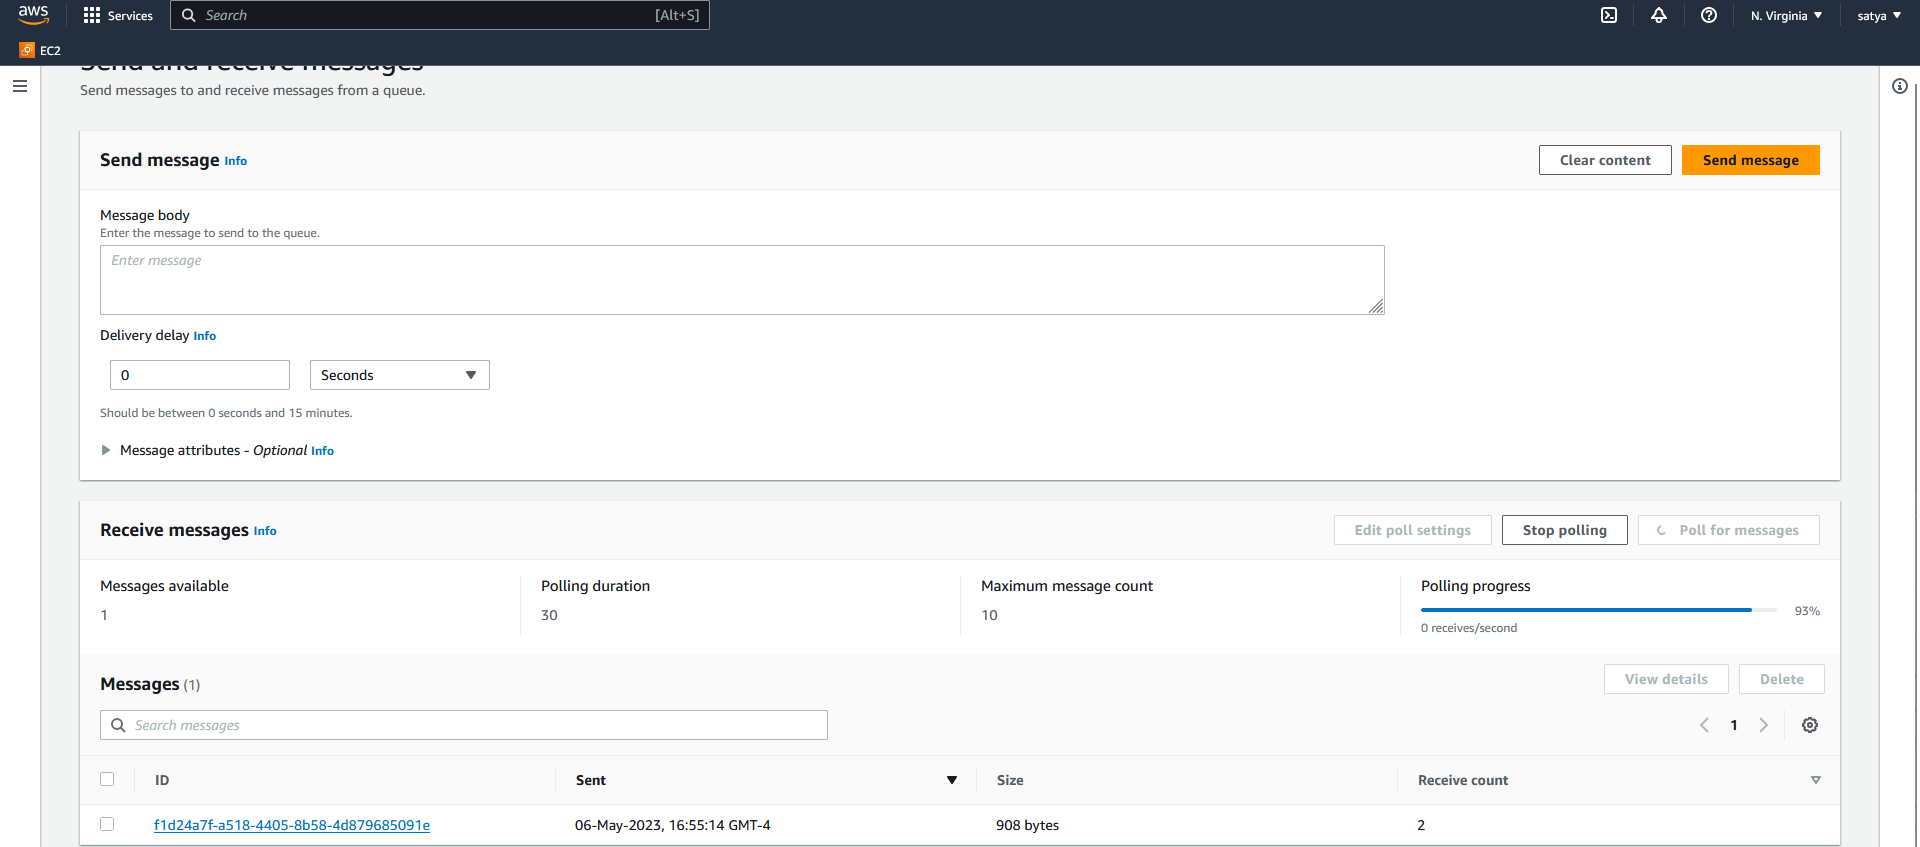 aws
Services
Search
[Alt+S]
N. Virginia
satya
EC2
Send and receive messages
Send messages to and receive messages from a queue.
Send message Info
Clear content
Send message
Message body
Enter the message to send to the queue.
Enter message
Delivery delay Info
0
Seconds
Should be between 0 seconds and 15 minutes.
Message attributes - Optional Info
Receive messages Info
Edit poll settings
Stop polling
Poll for messages
Messages available
1
Polling duration
30
Maximum message count
10
Polling progress
93%
0 receives/second
Messages (1)
View details
Delete
Search messages
1
ID
Sent
Size
Receive count
f1d24a7f-a518-4405-8b58-4d879685091e
06-May-2023, 16:55:14 GMT-4
908 bytes
2